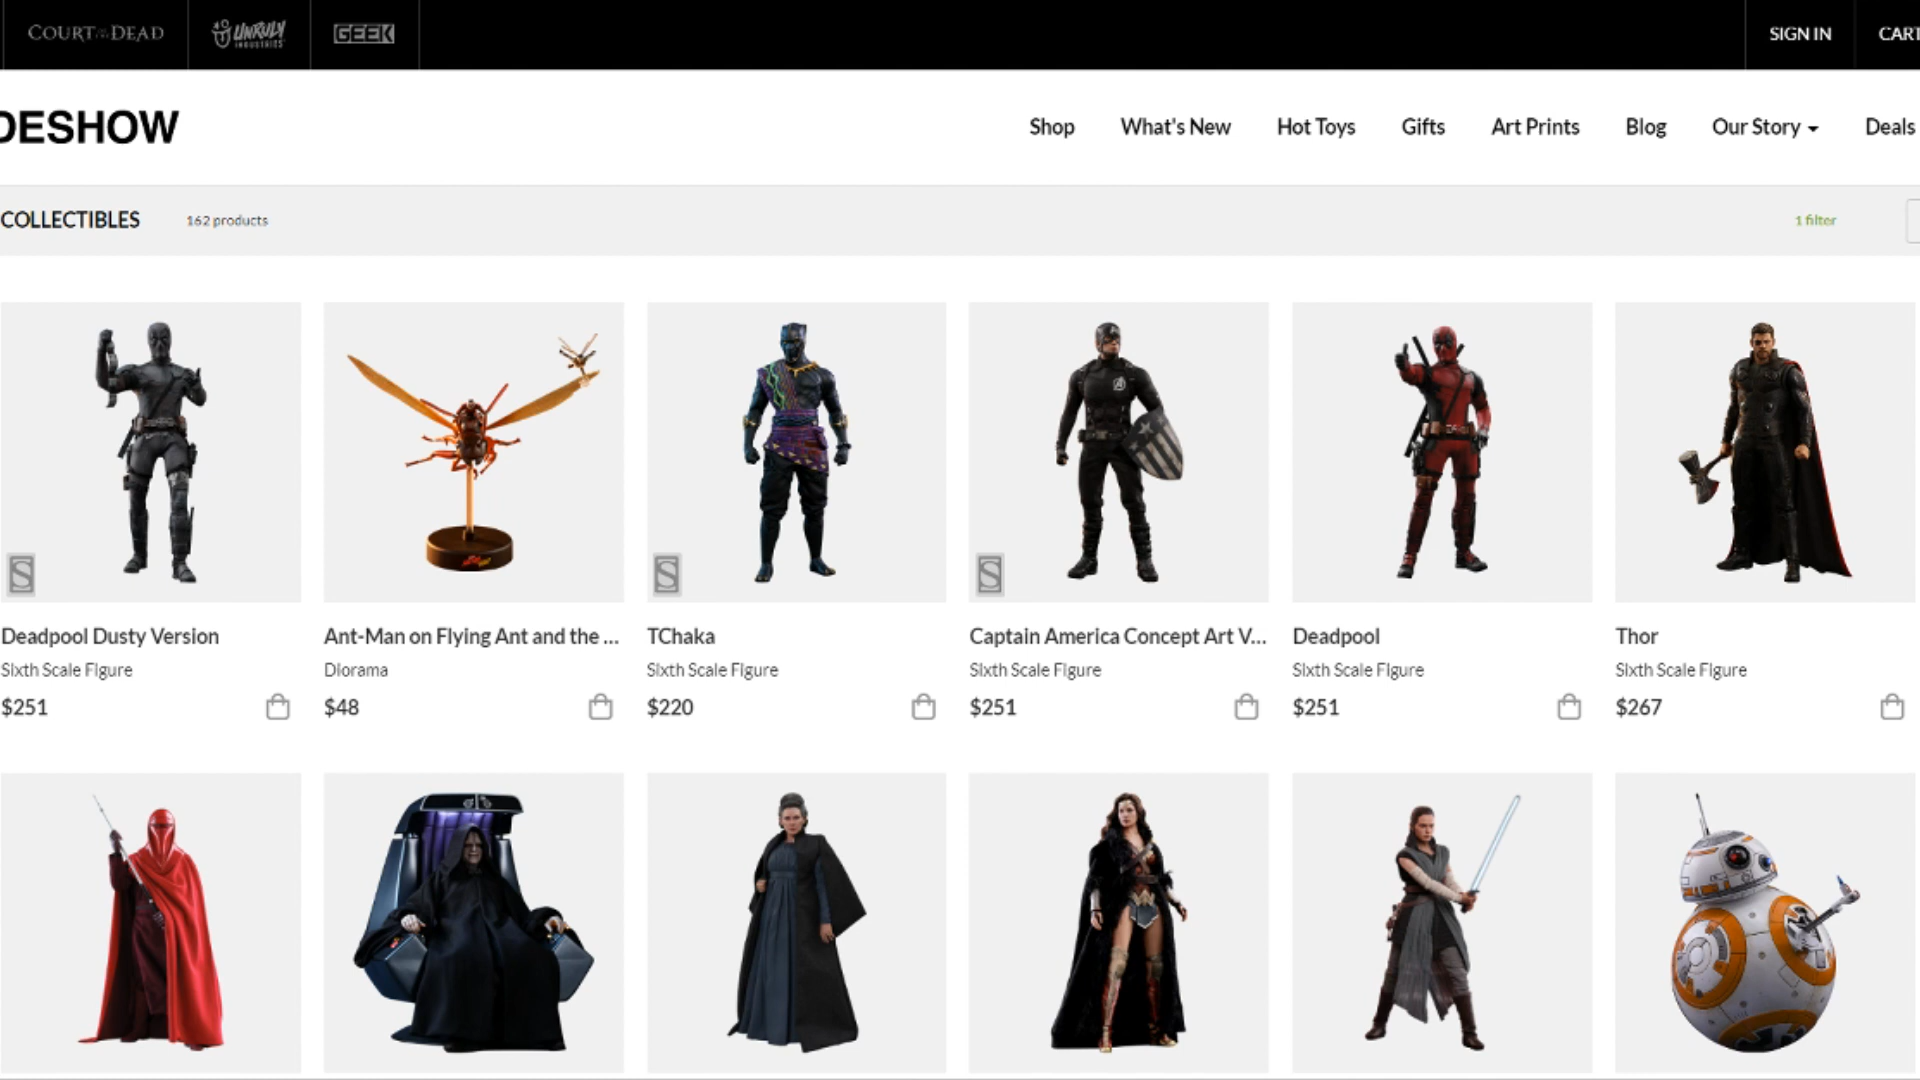 COURT OF THE DEAD
UNRULY
INDUSTRIES
GEEK
SIGN IN
CART
DESHOW
Shop
What's New
Hot Toys
Gifts
Art Prints
Blog
Our Story
Deals
COLLECTIBLES
162 products
1 filter
S
S
S
Deadpool Dusty Version
Ant-Man on Flying Ant and the ...
TChaka
Captain America Concept Art V...
Deadpool
Thor
Sixth Scale Figure
Diorama
Sixth Scale Figure
Sixth Scale Figure
Sixth Scale Figure
Sixth Scale Figure
$251
$48
$220
$251
$251
$267